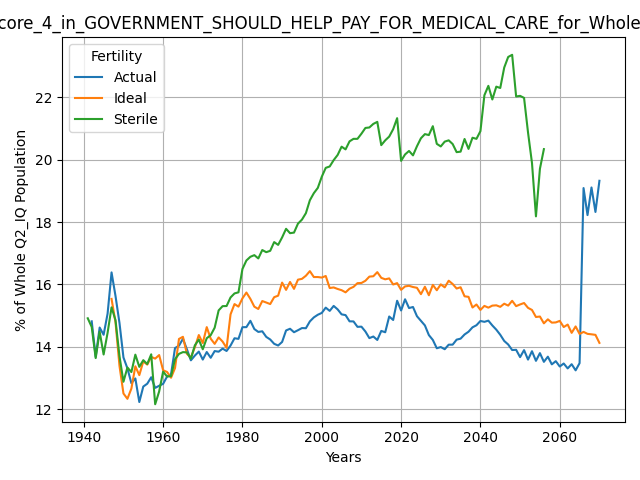 core_4_in_GOVERNMENT_SHOULD_HELP_PAY_FOR_MEDICAL_CARE_for_Whole
Fertility
Actual
Ideal
Sterile
% of Whole Q2_IQ Population
22
20
18
16
14
12
1940
1960
1980
2000
2020
2040
2060
Years